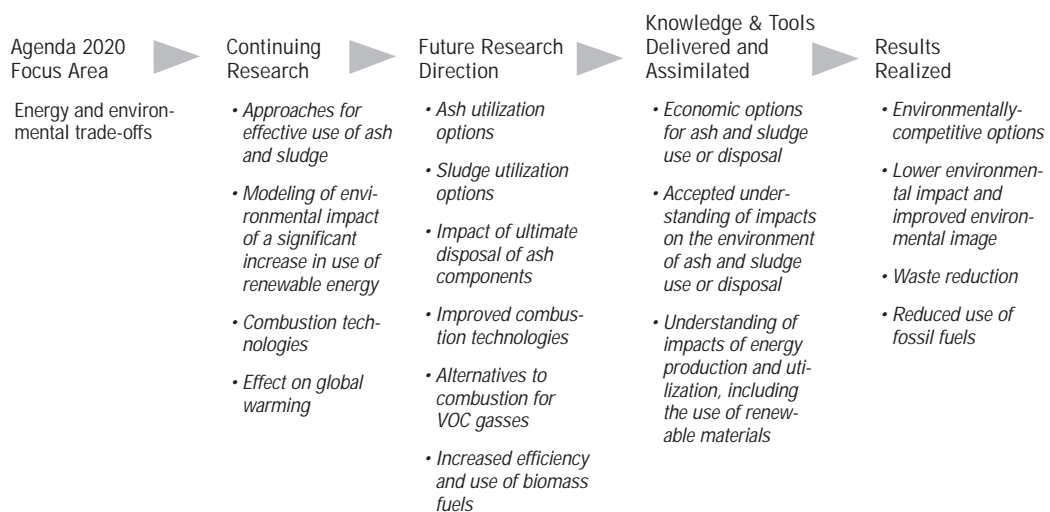 Agenda 2020
Focus Area
Energy and environ-
mental trade-offs
Continuing
Research
• Approaches for
effective use of ash
and sludge
• Modeling of envi-
ronmental impact
of a significant
increase in use of
renewable energy
• Combustion tech-
nologies
• Effect on global
warming
Future Research
Direction
• Ash utilization
options
• Sludge utilization
options
• Impact of ultimate
disposal of ash
components
• Improved combus-
tion technologies
• Alternatives to
combustion for
VOC gasses
• Increased efficiency
and use of biomass
fuels
Knowledge & Tools
Delivered and
Assimilated
• Economic options
for ash and sludge
use or disposal
• Accepted under-
standing of impacts
on the environment
of ash and sludge
use or disposal
• Understanding of
impacts of energy
production and uti-
lization, including
the use of renew-
able materials
Results
Realized
• Environmentally-
competitive options
• Lower environmen-
tal impact and
improved environ-
mental image
• Waste reduction
• Reduced use of
fossil fuels